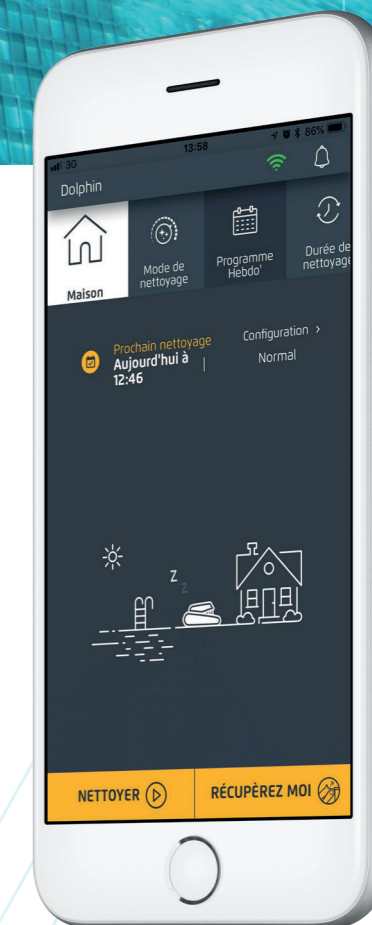 3G 13:58 86%
Dolphin
Maison
Mode de
nettoyage
Programme
Hebdo'
Durée de
nettoyage
Prochain nettoyage
Aujourd'hui à
12:46
Configuration >
Normal
Z
Z
NETTOYER
RÉCUPÈREZ MOI